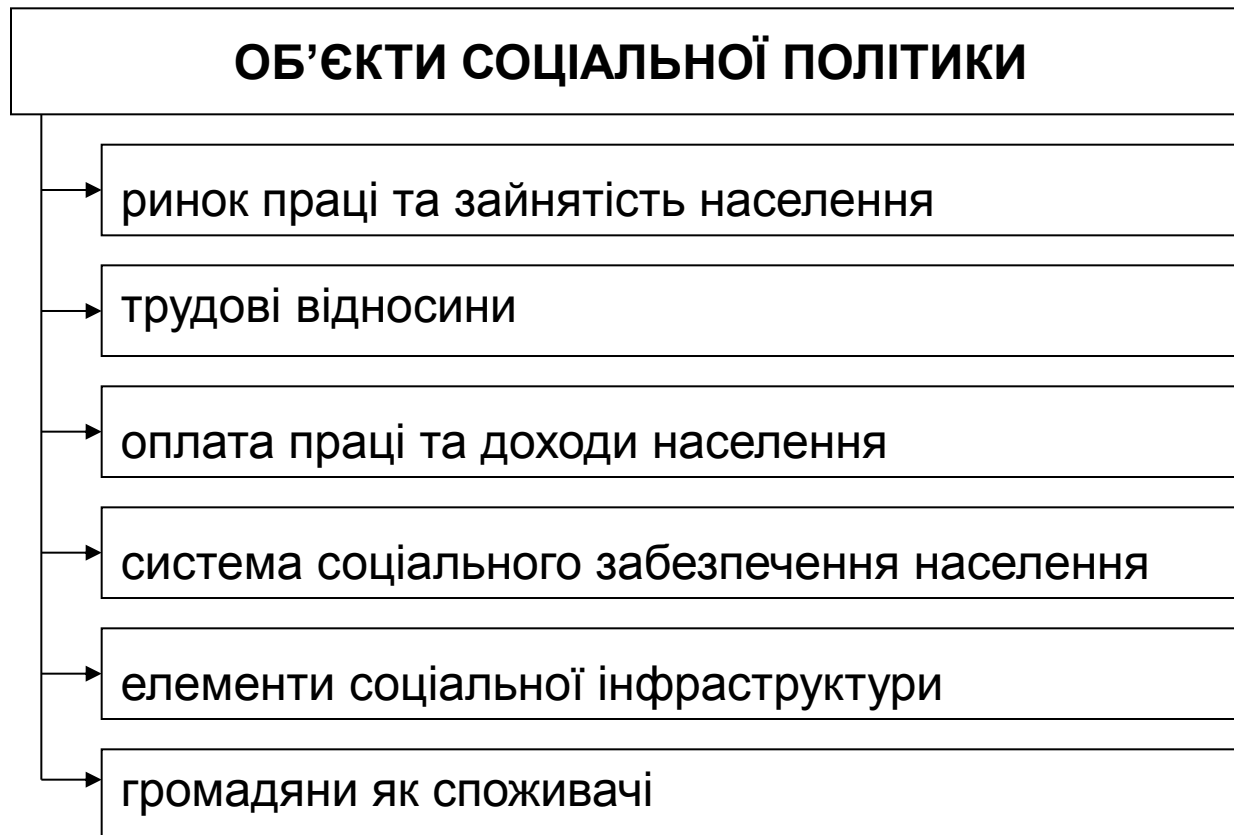 ОБ’ЄКТИ СОЦІАЛЬНОЇ ПОЛІТИКИ
ринок праці та зайнятість населення
трудові відносини
оплата праці та доходи населення
система соціального забезпечення населення
елементи соціальної інфраструктури
громадяни як споживачі